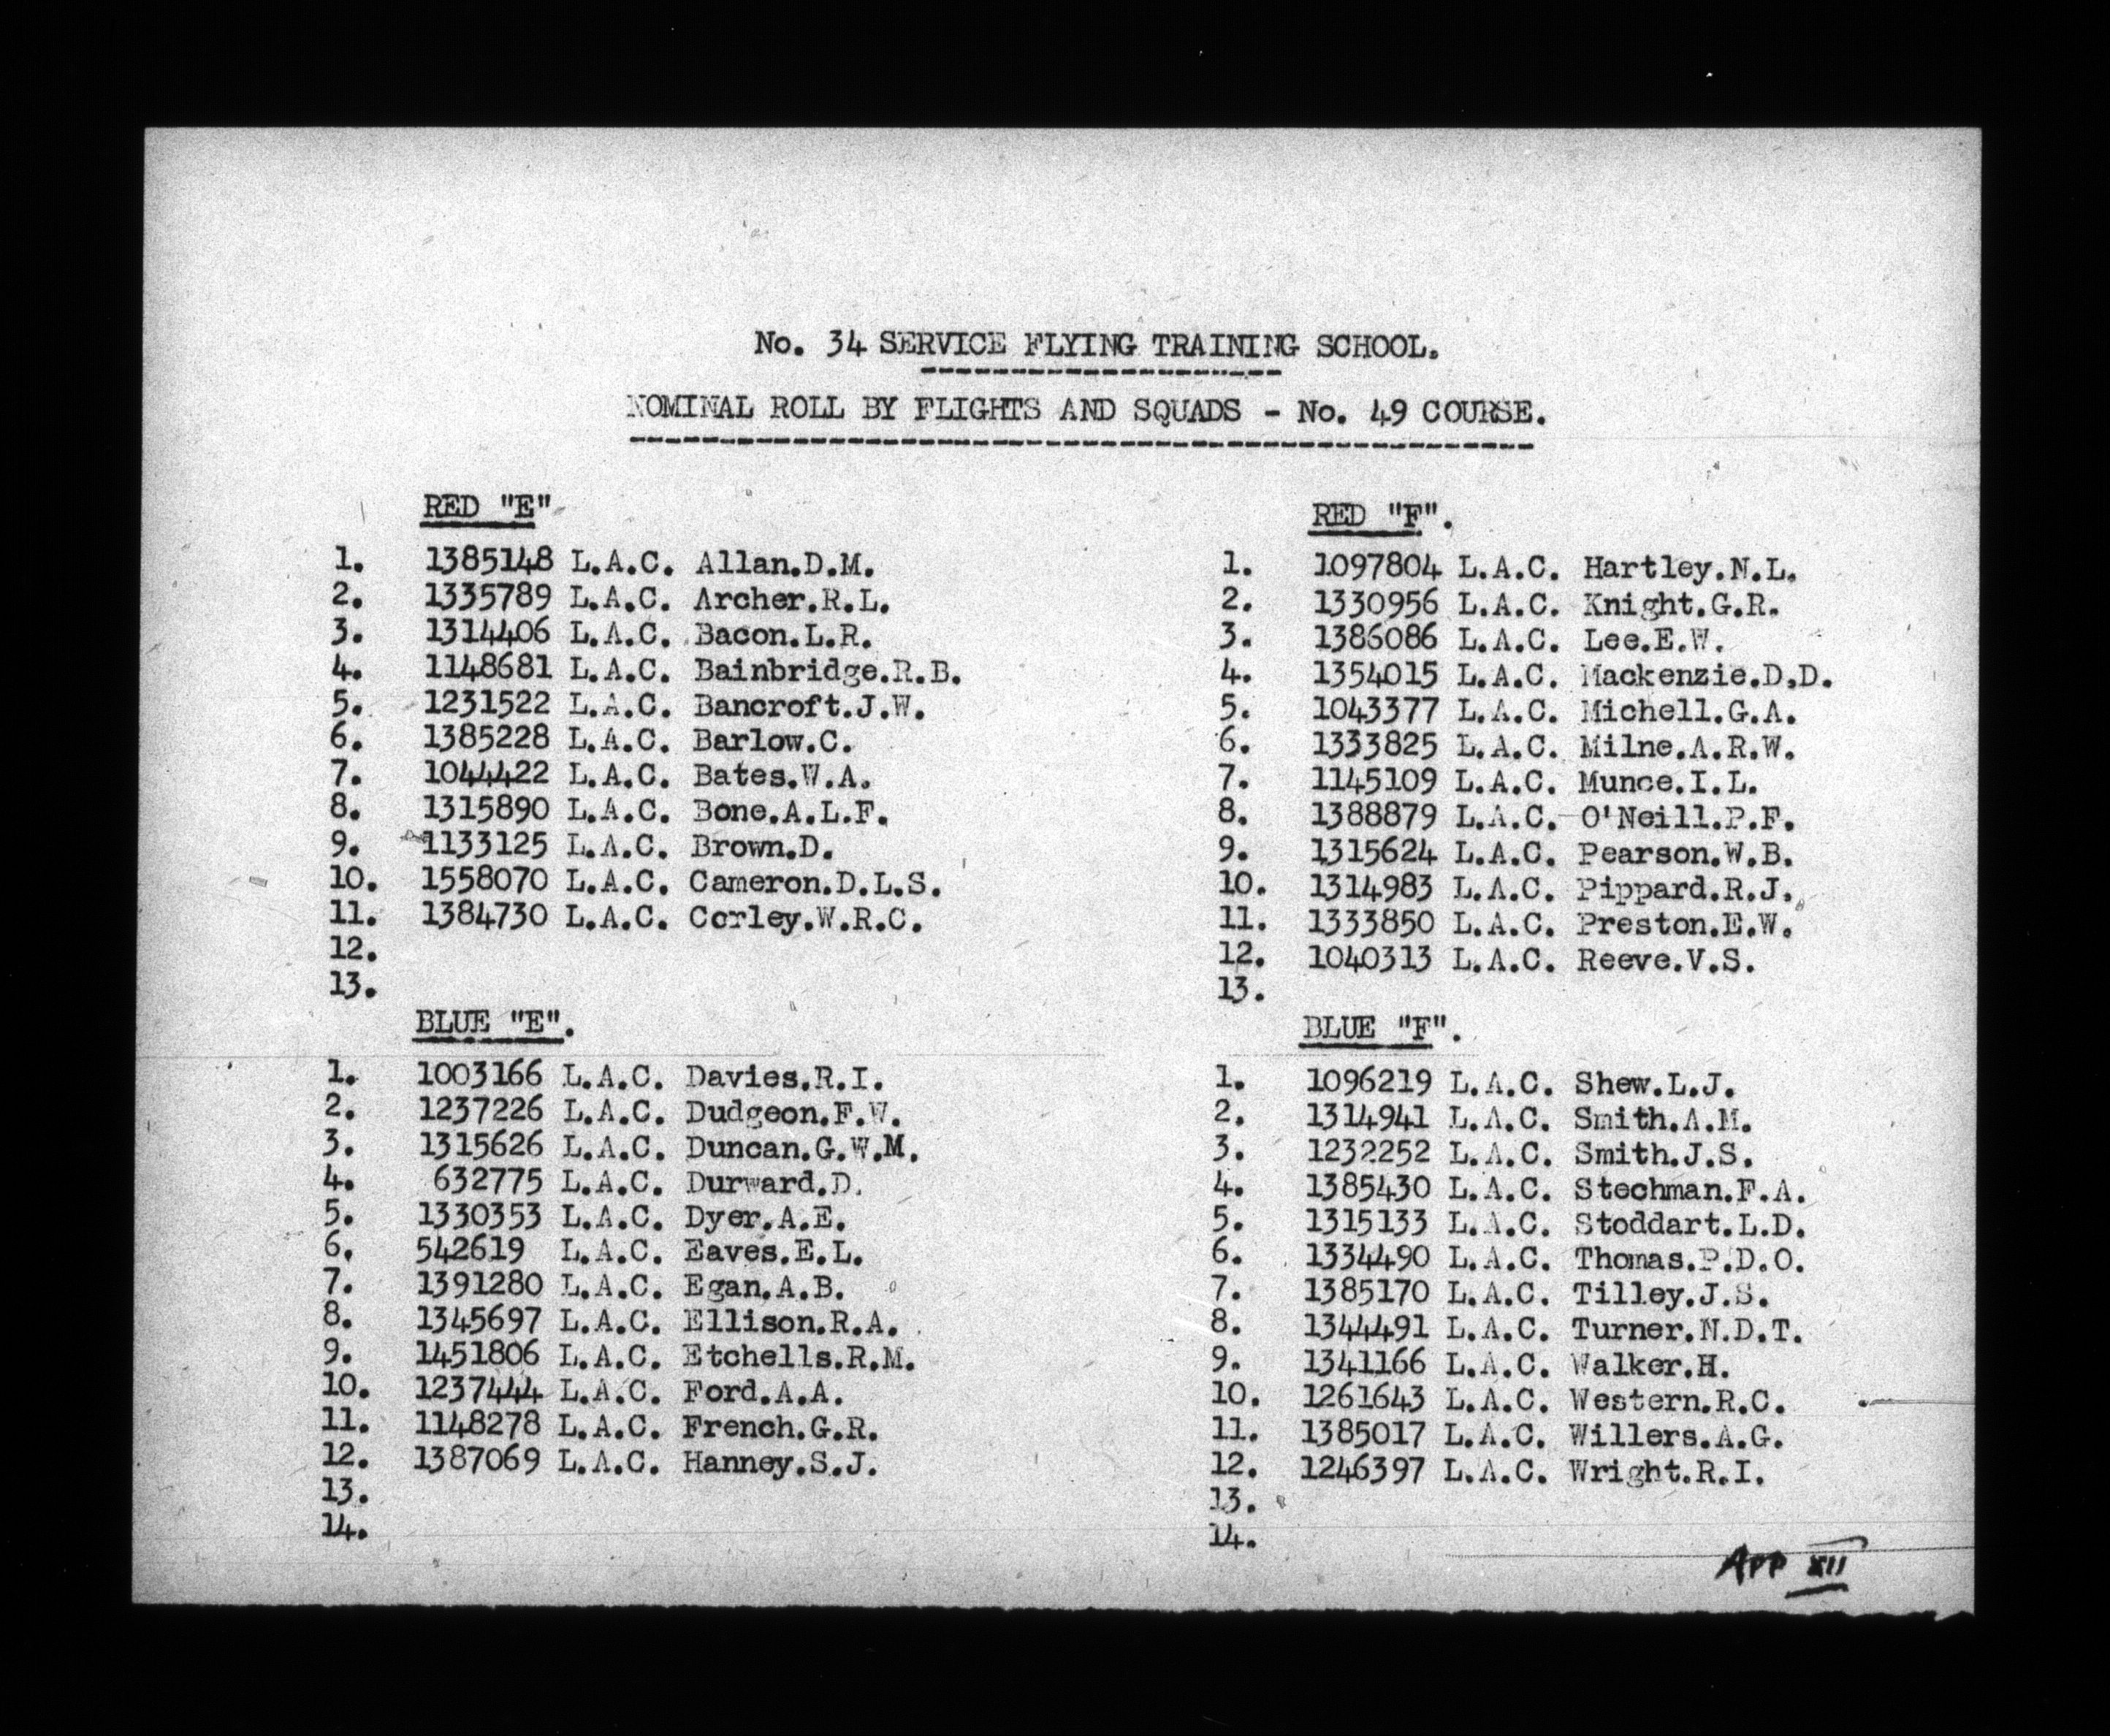 No. 34 SERVICE FLYING TRAINING SCHOOL.
NOMINAL ROLL BY FLIGHTS AND SQUADS - No. 49 COURSE.
RED "E"
1. 1385148 L.A.C. Allan.D.M.
2. 1335789 L.A.C. Archer.R.L.
3. 1314406 L.A.C. Bacon.L.R.
4. 1148681 L.A.C. Bainbridge.R.B.
5. 1231522 L.A.C. Bancroft.J.W.
6. 1385228 L.A.C. Barlow.C.
7. 1044422 L.A.C. Bates.W.A.
8. 1315890 L.A.C. Bone.A.L.F.
9. 1133125 L.A.C. Brown.D.
10. 1558070 L.A.C. Cameron.D.L.S.
11. 1384730 L.A.C. Corley.W.R.C.
12.
13.
BLUE "E".
1. 1003166 L.A.C. Davies.R.I.
2. 1237226 L.A.C. Dudgeon.F.W.
3. 1315626 L.A.C. Duncan.G.W.M.
4. 632775 L.A.C. Durward.D.
5. 1330353 L.A.C. Dyer.A.E.
6. 542619 L.A.C. Eaves.E.L.
7. 1391280 L.A.C. Egan.A.B.
8. 1345697 L.A.C. Ellison.R.A.
9. 1451806 L.A.C. Etchells.R.M.
10. 1237444 L.A.C. Ford.A.A.
11. 1148278 L.A.C. French.G.R.
12. 1387069 L.A.C. Hanney.S.J.
13.
14.
RED "F".
1. 1097804 L.A.C. Hartley.N.L.
2. 1330956 L.A.C. Knight.G.R.
3. 1386086 L.A.C. Lee.E.W.
4. 1354015 L.A.C. Mackenzie.D.D.
5. 1043377 L.A.C. Michell.G.A.
6. 1333825 L.A.C. Milne.A.R.W.
7. 1145109 L.A.C. Munce.I.L.
8. 1388879 L.A.C. O'Neill.P.F.
9. 1315624 L.A.C. Pearson.W.B.
10. 1314983 L.A.C. Pippard.R.J.
11. 1333850 L.A.C. Preston.E.W.
12. 1040313 L.A.C. Reeve.V.S.
13.
BLUE "F".
1. 1096219 L.A.C. Shew.L.J.
2. 1314941 L.A.C. Smith.A.M.
3. 1232252 L.A.C. Smith.J.S.
4. 1385430 L.A.C. Stechman.F.A.
5. 1315133 L.A.C. Stoddart.L.D.
6. 1334490 L.A.C. Thomas.P.D.O.
7. 1385170 L.A.C. Tilley.J.S.
8. 1344491 L.A.C. Turner.N.D.T.
9. 1341166 L.A.C. Walker.H.
10. 1261643 L.A.C. Western.R.C.
11. 1385017 L.A.C. Willers.A.G.
12. 1246397 L.A.C. Wright.R.I.
13.
14.
APP XII